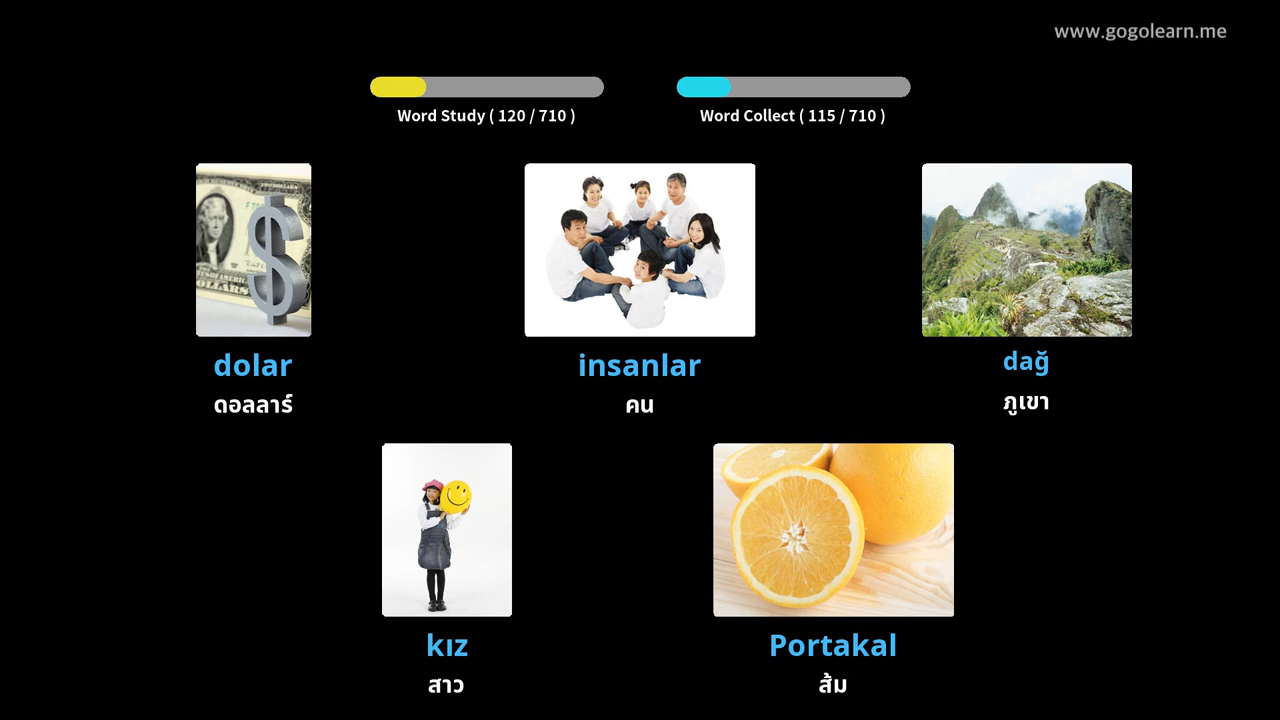 www.gogolearn.me
Word Study ( 120 / 710 )
Word Collect ( 115 / 710 )
dolar
ดอลลาร์
insanlar
คน
dağ
ภูเขา
kız
สาว
Portakal
ส้ม